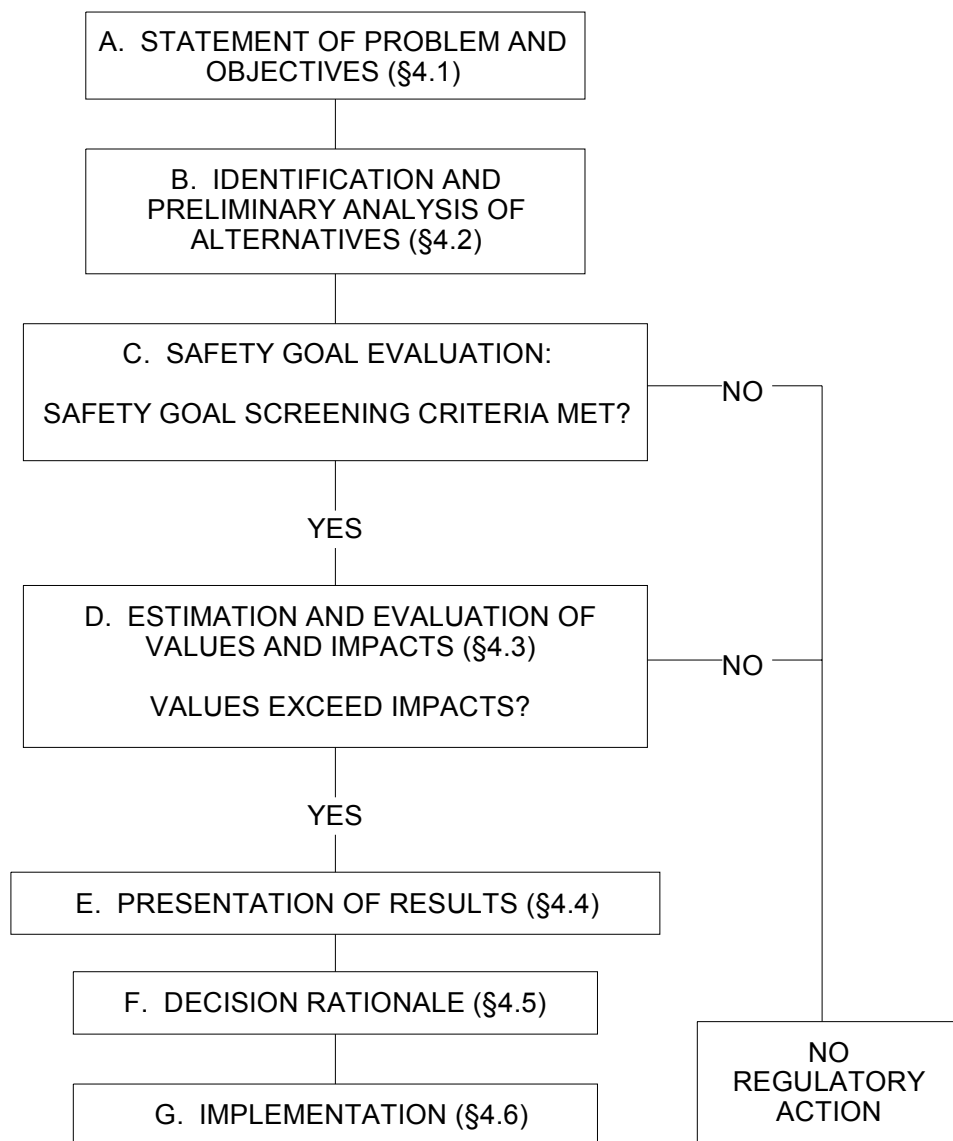 A. STATEMENT OF PROBLEM AND
OBJECTIVES (§4.1)
B. IDENTIFICATION AND
PRELIMINARY ANALYSIS OF
ALTERNATIVES (§4.2)
C. SAFETY GOAL EVALUATION:
SAFETY GOAL SCREENING CRITERIA MET?
NO
YES
D. ESTIMATION AND EVALUATION OF
VALUES AND IMPACTS (§4.3)
VALUES EXCEED IMPACTS?
NO
YES
E. PRESENTATION OF RESULTS (§4.4)
F. DECISION RATIONALE (§4.5)
G. IMPLEMENTATION (§4.6)
NO
REGULATORY
ACTION